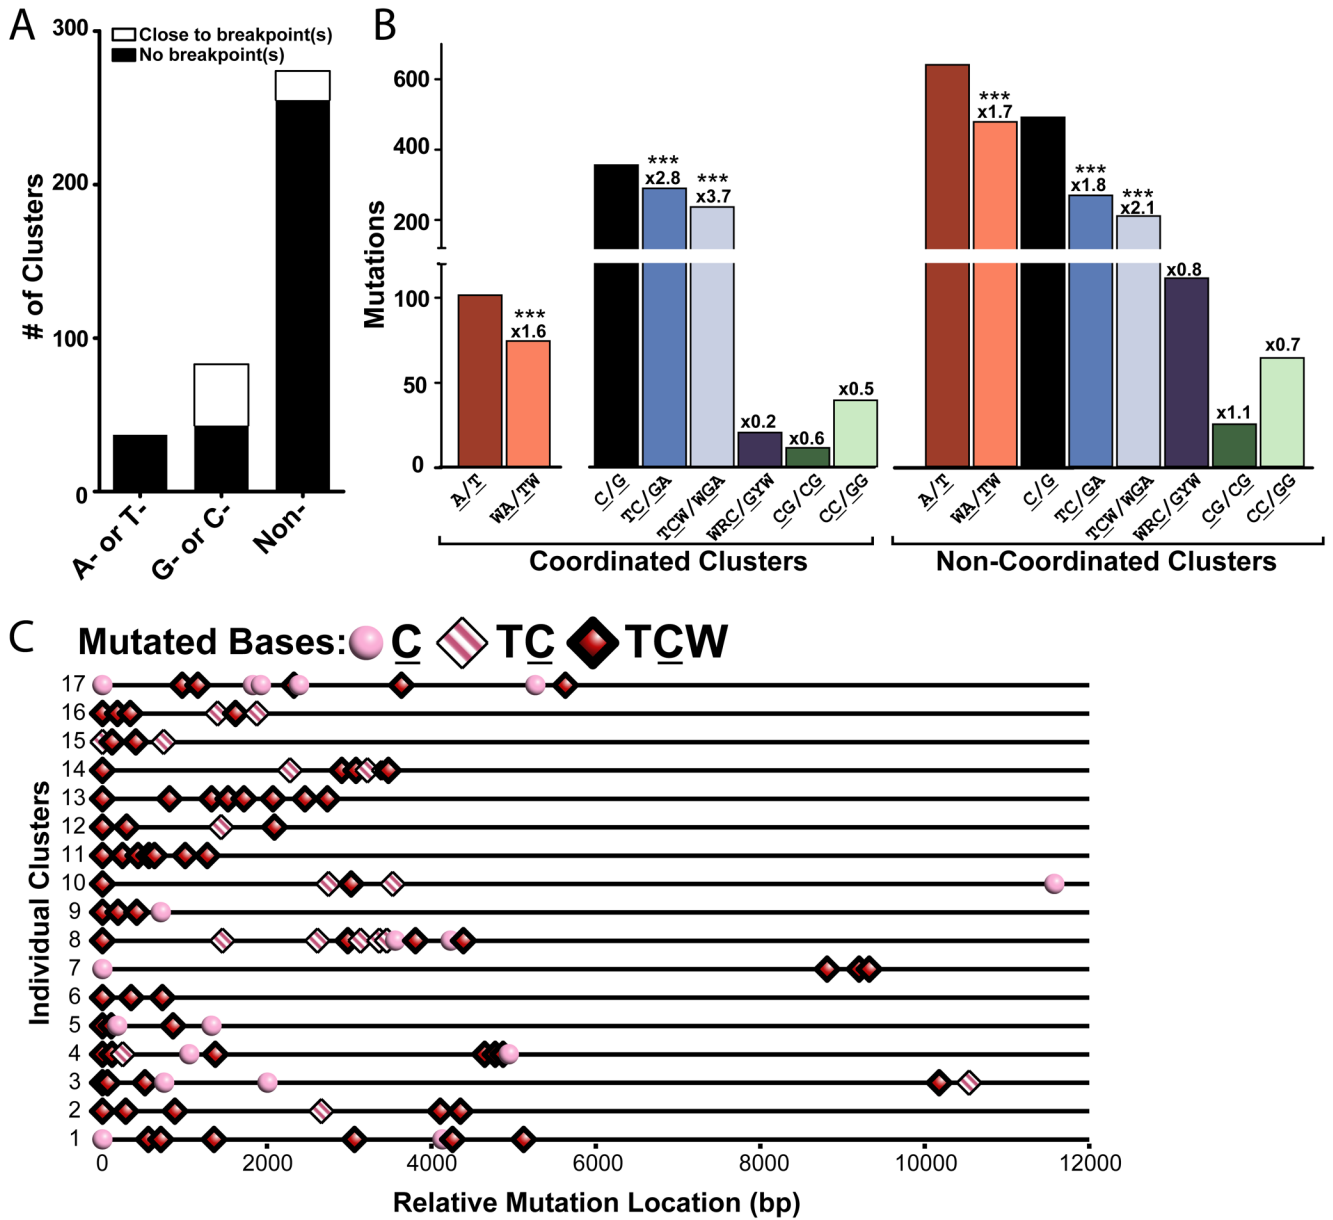 A
300
200
100
0
# of Clusters
Close to breakpoint(s)
No breakpoint(s)
A- or T-
G- or C-
Non-
B
600
400
200
100
50
0
Mutations
***
x1.6
***
x2.8
***
x3.7
x0.2
x0.6
x0.5
***
x1.7
***
x1.8
***
x2.1
x0.8
x1.1
x0.7
A/T
WA/TW
C/G
TC/GA
TCW/WGA
WRC/GYW
CG/CG
CC/GG
A/T
WA/TW
C/G
TC/GA
TCW/WGA
WRC/GYW
CG/CG
CC/GG
Coordinated Clusters
Non-Coordinated Clusters
C
Mutated Bases: C TC TCW
Individual Clusters
17
16
15
14
13
12
11
10
9
8
7
6
5
4
3
2
1
0 2000 4000 6000 8000 10000 12000
Relative Mutation Location (bp)